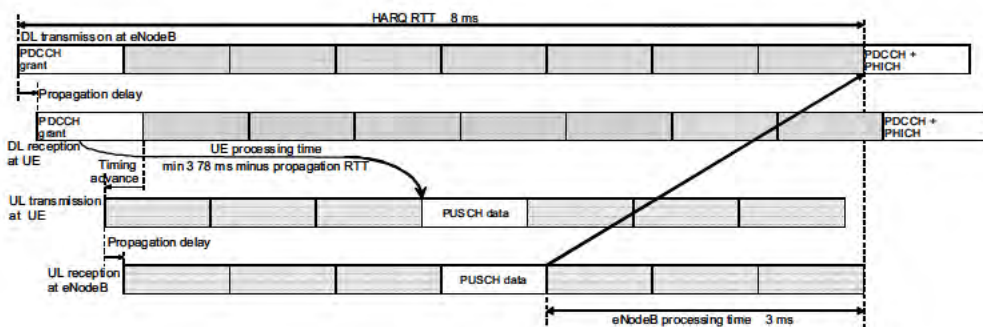 HARQ RTT 8 ms
DL transmission at eNodeB
PDCCH
grant
PDCCH +
PHICH
Propagation delay
PDCCH
grant
PDCCH +
PHICH
DL reception
at UE
UE processing time
min 3 78 ms minus propagation RTT
Timing
advance
UL transmission
at UE
PUSCH data
Propagation delay
UL reception
at eNodeB
PUSCH data
eNodeB processing time 3 ms